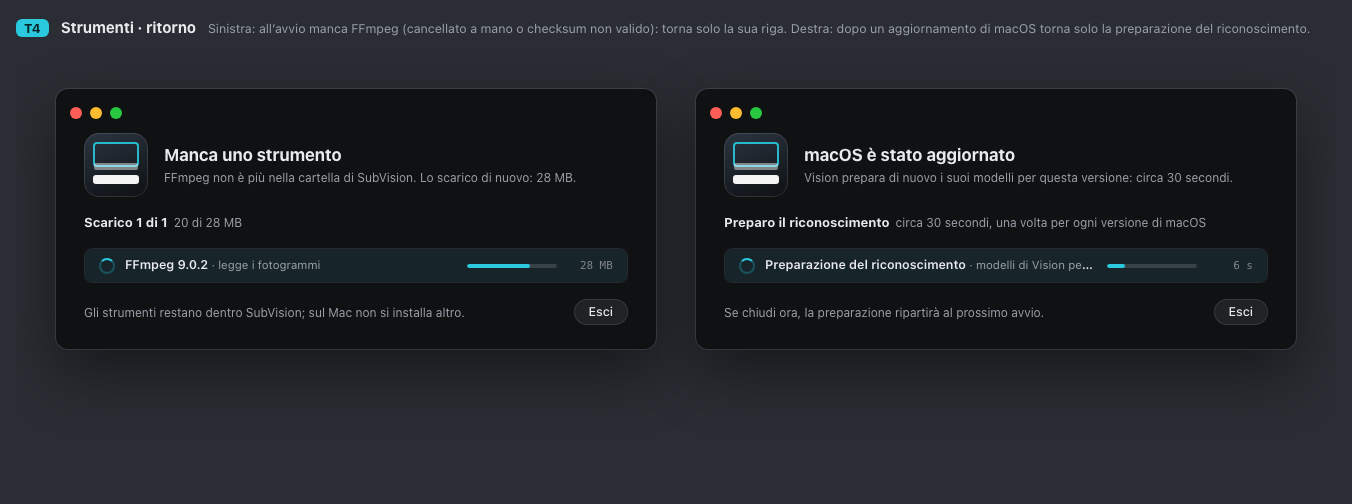 T4 Strumenti · ritorno Sinistra: all'avvio manca FFmpeg (cancellato a mano o checksum non valido): torna solo la sua riga. Destra: dopo un aggiornamento di macOS torna solo la preparazione del riconoscimento.
Manca uno strumento
FFmpeg non è più nella cartella di SubVision. Lo scarico di nuovo: 28 MB.
Scarico 1 di 1 20 di 28 MB
FFmpeg 9.0.2 · legge i fotogrammi 28 MB
Gli strumenti restano dentro SubVision; sul Mac non si installa altro. Esci
macOS è stato aggiornato
Vision prepara di nuovo i suoi modelli per questa versione: circa 30 secondi.
Preparo il riconoscimento circa 30 secondi, una volta per ogni versione di macOS
Preparazione del riconoscimento · modelli di Vision pe... 6 s
Se chiudi ora, la preparazione ripartirà al prossimo avvio. Esci